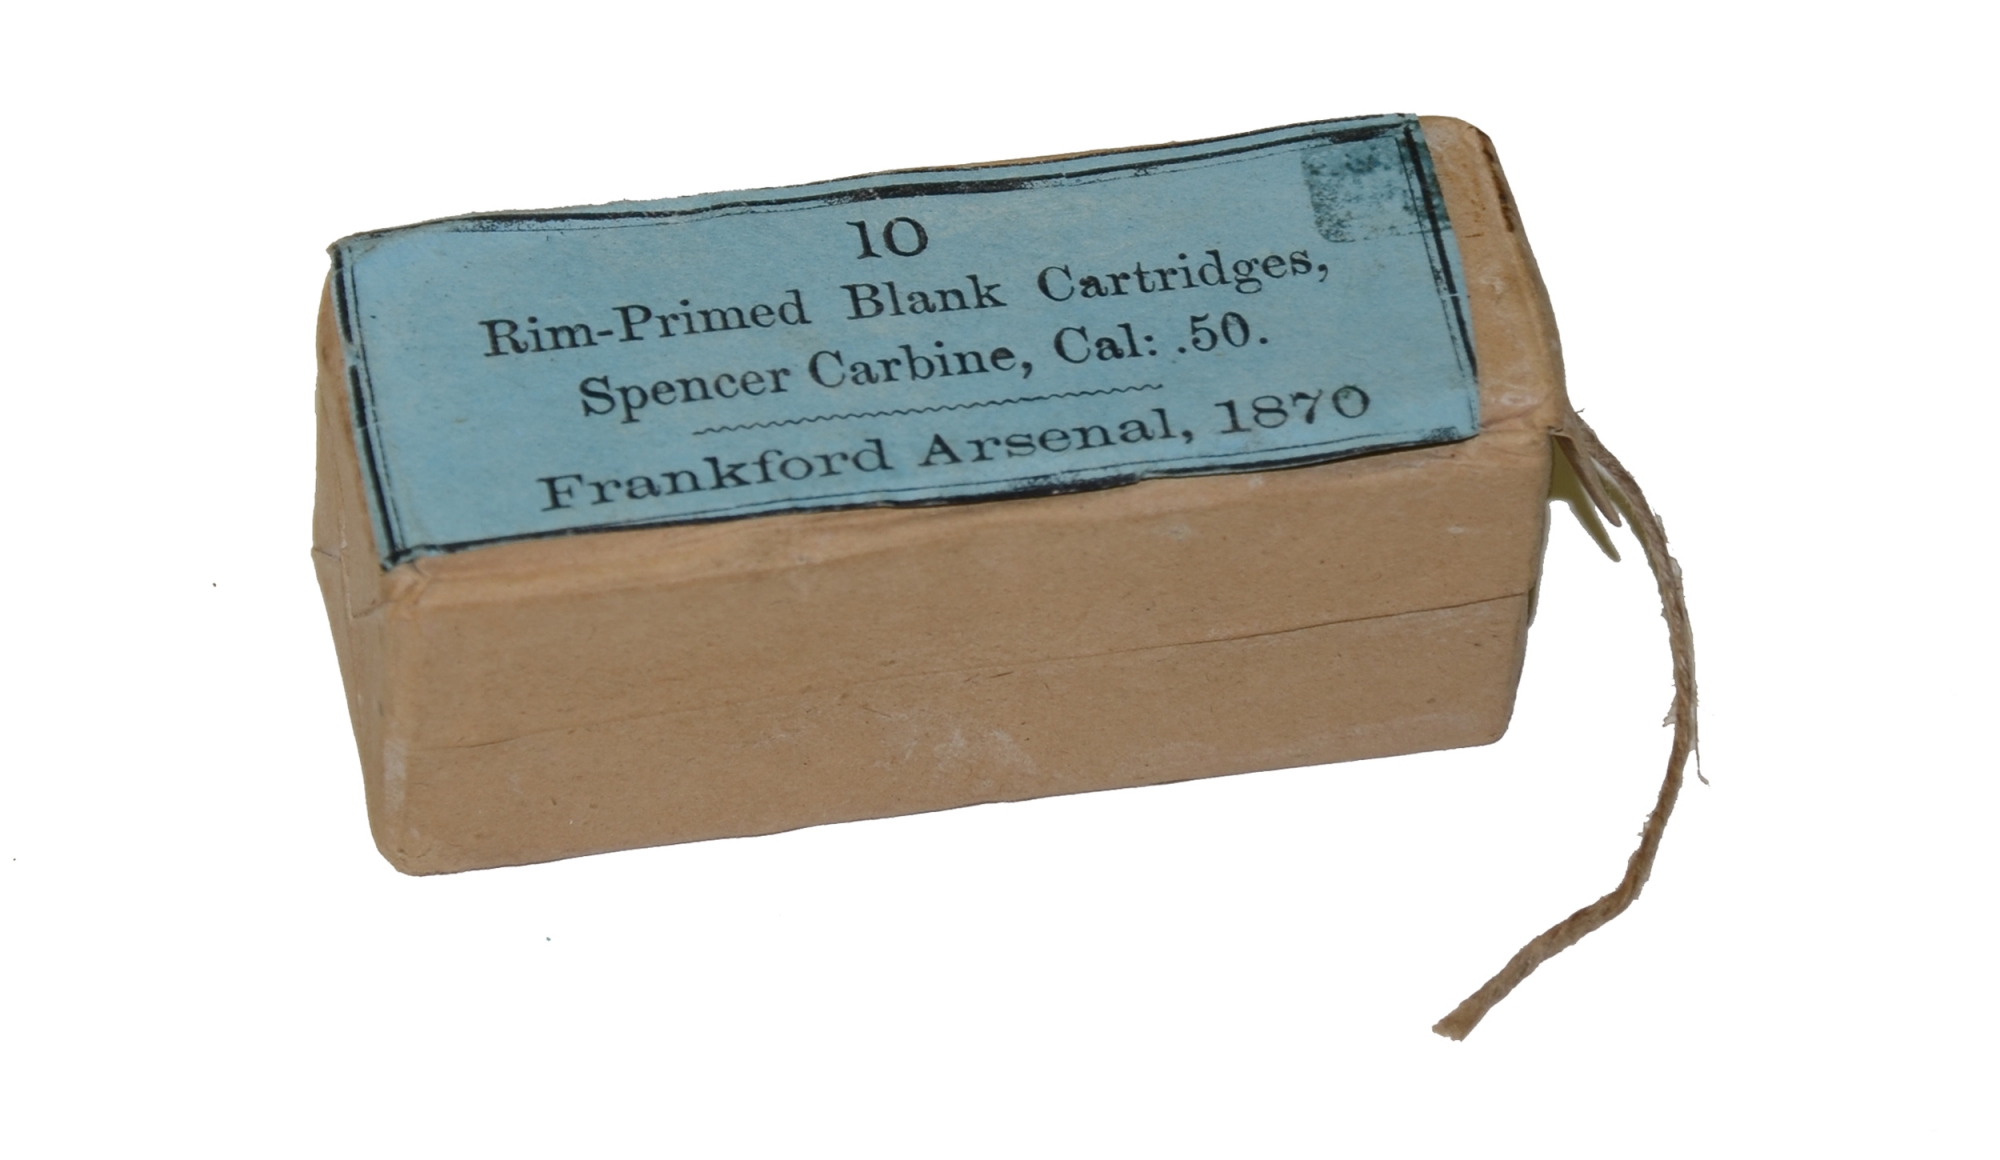 10
Rim-Primed Blank Cartridges,
Spencer Carbine, Cal: .50.
Frankford Arsenal, 1870